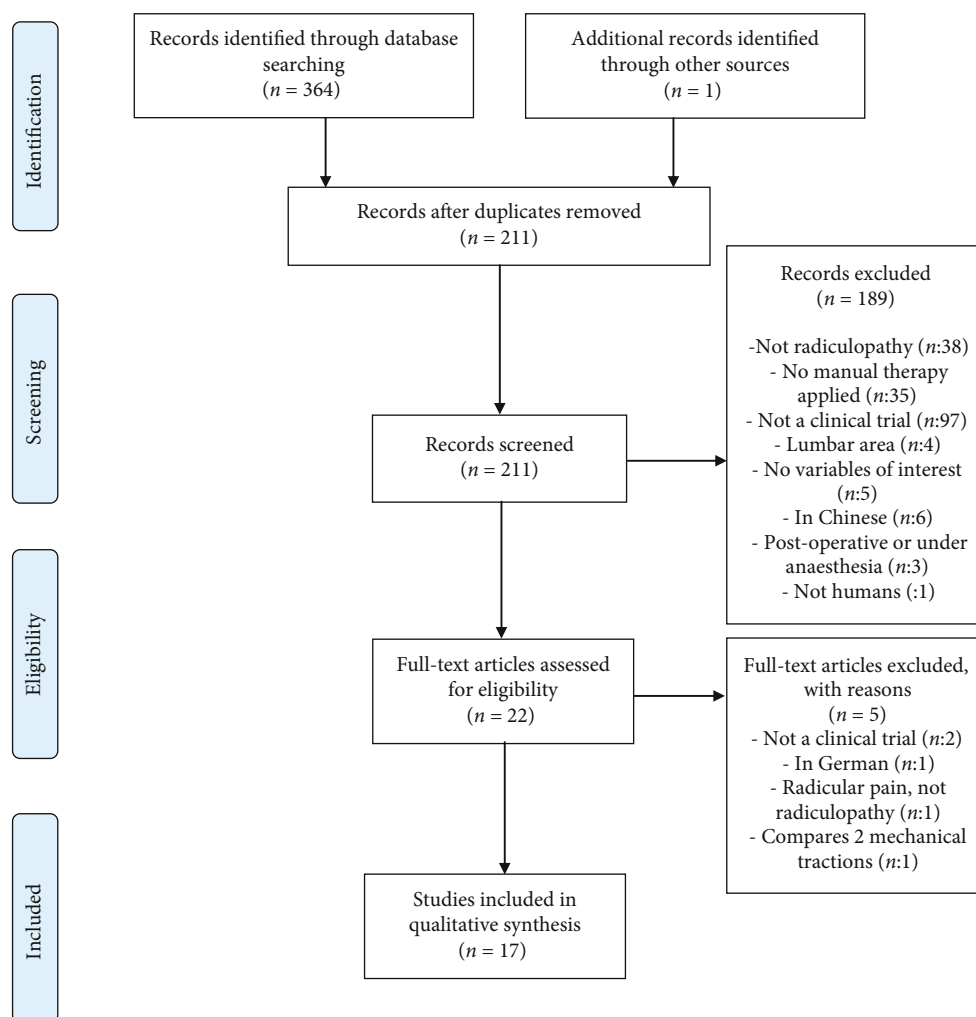 Identification
Records identified through database
searching
(n = 364)
Additional records identified
through other sources
(n = 1)
Records after duplicates removed
(n = 211)
Screening
Records screened
(n = 211)
Records excluded
(n = 189)
-Not radiculopathy (n:38)
- No manual therapy
applied (n:35)
-Not a clinical trial (n:97)
- Lumbar area (n:4)
- No variables of interest
(n:5)
- In Chinese (n:6)
- Post-operative or under
anaesthesia (n:3)
- Not humans (:1)
Eligibility
Full-text articles assessed
for eligibility
(n = 22)
Full-text articles excluded,
with reasons
(n = 5)
- Not a clinical trial (n:2)
- In German (n:1)
- Radicular pain, not
radiculopathy (n:1)
- Compares 2 mechanical
tractions (n:1)
Included
Studies included in
qualitative synthesis
(n = 17)